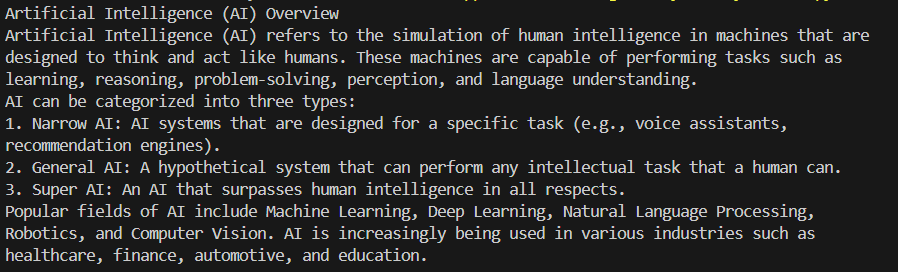 Artificial Intelligence (AI) Overview
Artificial Intelligence (AI) refers to the simulation of human intelligence in machines that are
designed to think and act like humans. These machines are capable of performing tasks such as
learning, reasoning, problem-solving, perception, and language understanding.
AI can be categorized into three types:
1. Narrow AI: AI systems that are designed for a specific task (e.g., voice assistants,
recommendation engines).
2. General AI: A hypothetical system that can perform any intellectual task that a human can.
3. Super AI: An AI that surpasses human intelligence in all respects.
Popular fields of AI include Machine Learning, Deep Learning, Natural Language Processing,
Robotics, and Computer Vision. AI is increasingly being used in various industries such as
healthcare, finance, automotive, and education.